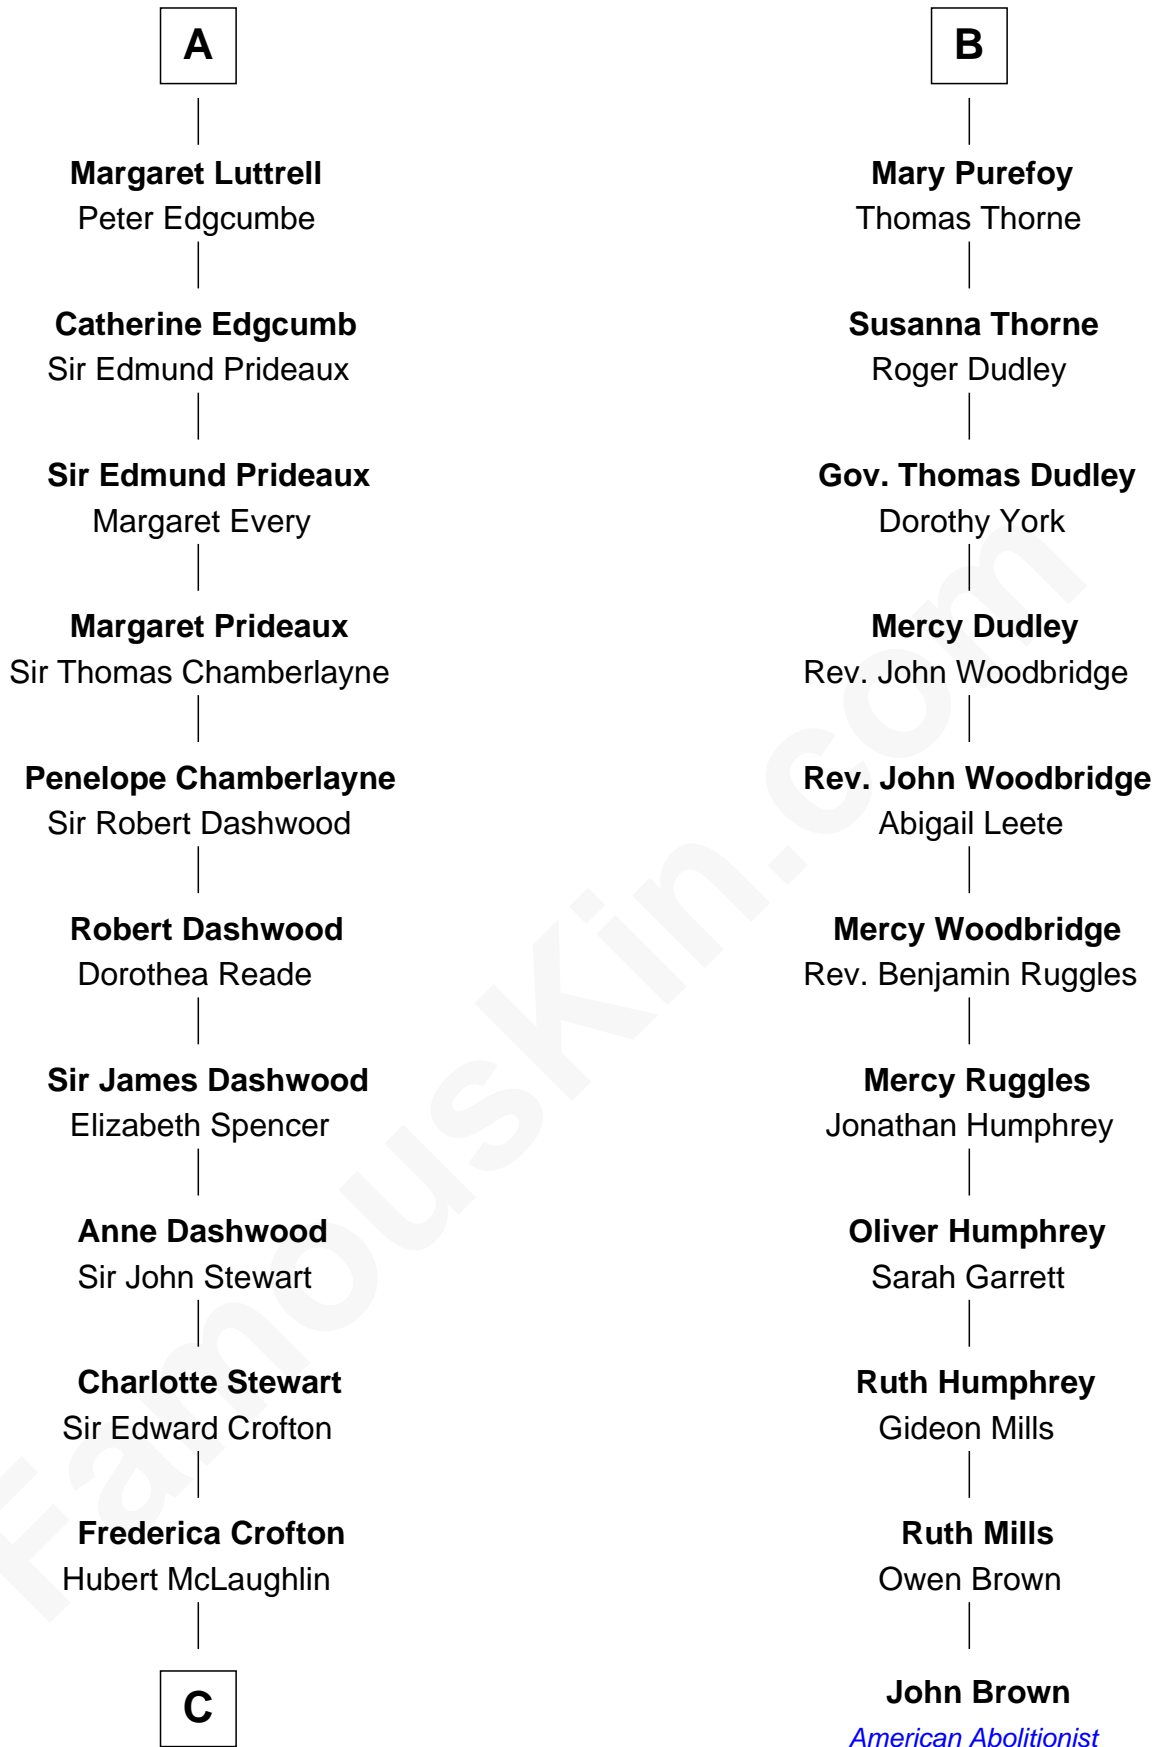 A
Margaret Luttrell
Peter Edgcumbe
Catherine Edgcumb
Sir Edmund Prideaux
Sir Edmund Prideaux
Margaret Every
Margaret Prideaux
Sir Thomas Chamberlayne
Penelope Chamberlayne
Sir Robert Dashwood
Robert Dashwood
Dorothea Reade
Sir James Dashwood
Elizabeth Spencer
Anne Dashwood
Sir John Stewart
Charlotte Stewart
Sir Edward Crofton
Frederica Crofton
Hubert McLaughlin
C
B
Mary Purefoy
Thomas Thorne
Susanna Thorne
Roger Dudley
Gov. Thomas Dudley
Dorothy York
Mercy Dudley
Rev. John Woodbridge
Rev. John Woodbridge
Abigail Leete
Mercy Woodbridge
Rev. Benjamin Ruggles
Mercy Ruggles
Jonathan Humphrey
Oliver Humphrey
Sarah Garrett
Ruth Humphrey
Gideon Mills
Ruth Mills
Owen Brown
John Brown
American Abolitionist
FamousKin.com